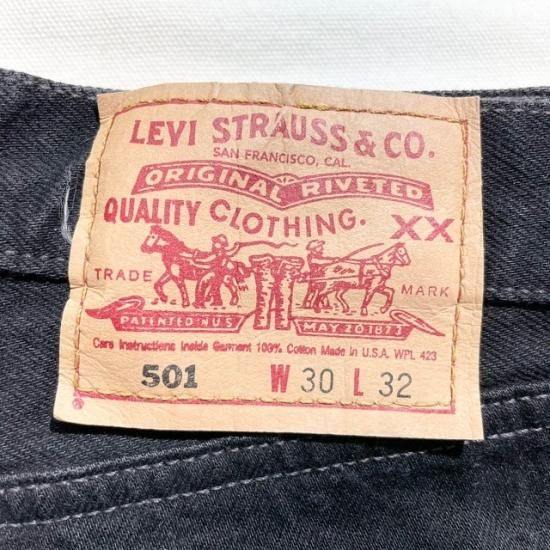 LEVI STRAUSS & CO.
SAN FRANCISCO, CAL.
ORIGINAL RIVETED
QUALITY CLOTHING. XX
TRADE MARK
PATENTED IN U.S. MAY 20 1873
Care Instructions Inside Garment 100% Cotton Made in U.S.A. WPL 423
501 W 30 L 32
®